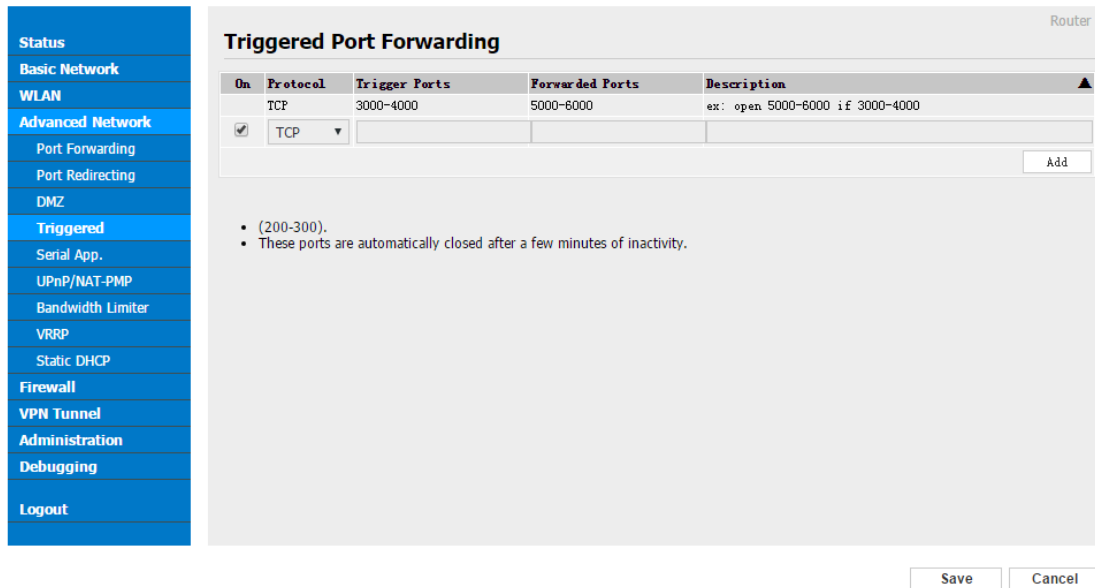 Router
Status
Basic Network
WLAN
Advanced Network
Port Forwarding
Port Redirecting
DMZ
Triggered
Serial App.
UPnP/NAT-PMP
Bandwidth Limiter
VRRP
Static DHCP
Firewall
VPN Tunnel
Administration
Debugging
Logout
Triggered Port Forwarding
On Protocol Trigger Ports Forwarded Ports Description
TCP 3000-4000 5000-6000 ex: open 5000-6000 if 3000-4000
TCP
Add
• (200-300).
• These ports are automatically closed after a few minutes of inactivity.
Save Cancel